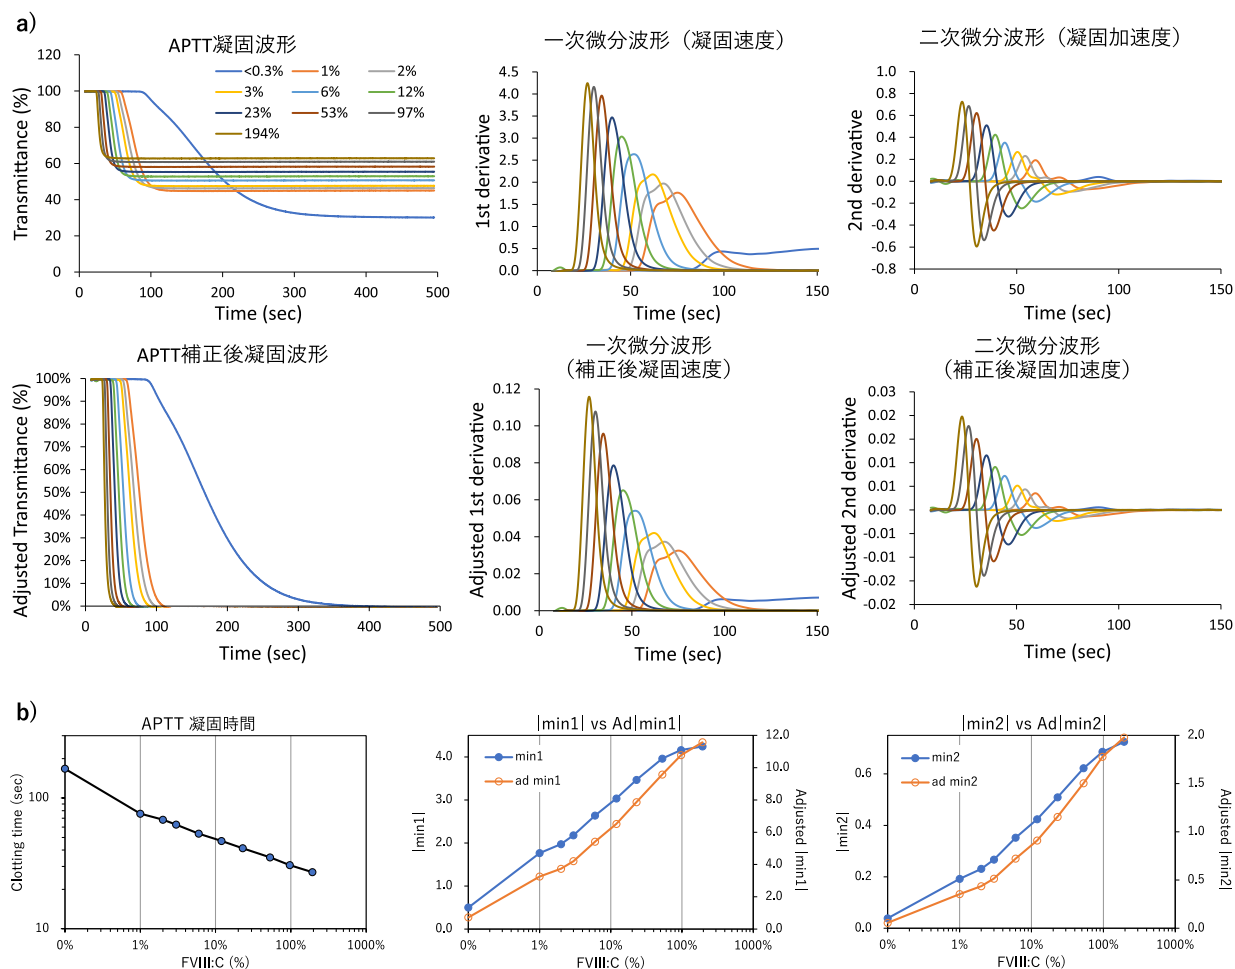 a)
APTT凝固波形
Transmittance (%)
120
100
80
60
40
20
0
<0.3% 1% 2%
3% 6% 12%
23% 53% 97%
194%
0 100 200 300 400 500
Time (sec)
一次微分波形（凝固速度）
1st derivative
4.5
4.0
3.5
3.0
2.5
2.0
1.5
1.0
0.5
0.0
0 50 100 150
Time (sec)
二次微分波形（凝固加速度）
2nd derivative
1.0
0.8
0.6
0.4
0.2
0.0
-0.2
-0.4
-0.6
-0.8
0 50 100 150
Time (sec)
APTT補正後凝固波形
Adjusted Transmittance (%)
100%
90%
80%
70%
60%
50%
40%
30%
20%
10%
0%
0 100 200 300 400 500
Time (sec)
一次微分波形
（補正後凝固速度）
Adjusted 1st derivative
0.12
0.10
0.08
0.06
0.04
0.02
0.00
0 50 100 150
Time (sec)
二次微分波形
（補正後凝固加速度）
Adjusted 2nd derivative
0.03
0.02
0.02
0.01
0.01
0.00
-0.01
-0.01
-0.02
-0.02
0 50 100 150
Time (sec)
b)
APTT 凝固時間
Clotting time (sec)
100
10
0% 1% 10% 100% 1000%
FVIII:C (%)
|min1| vs Ad|min1|
|min1|
4.0
3.0
2.0
1.0
0.0
min1
ad min1
12.0
10.0
8.0
6.0
4.0
2.0
0.0
Adjusted |min1|
0% 1% 10% 100% 1000%
FVIII:C (%)
|min2| vs Ad|min2|
|min2|
0.6
0.4
0.2
0.0
min2
ad min2
2.0
1.5
1.0
0.5
0.0
Adjusted |min2|
0% 1% 10% 100% 1000%
FVIII:C (%)